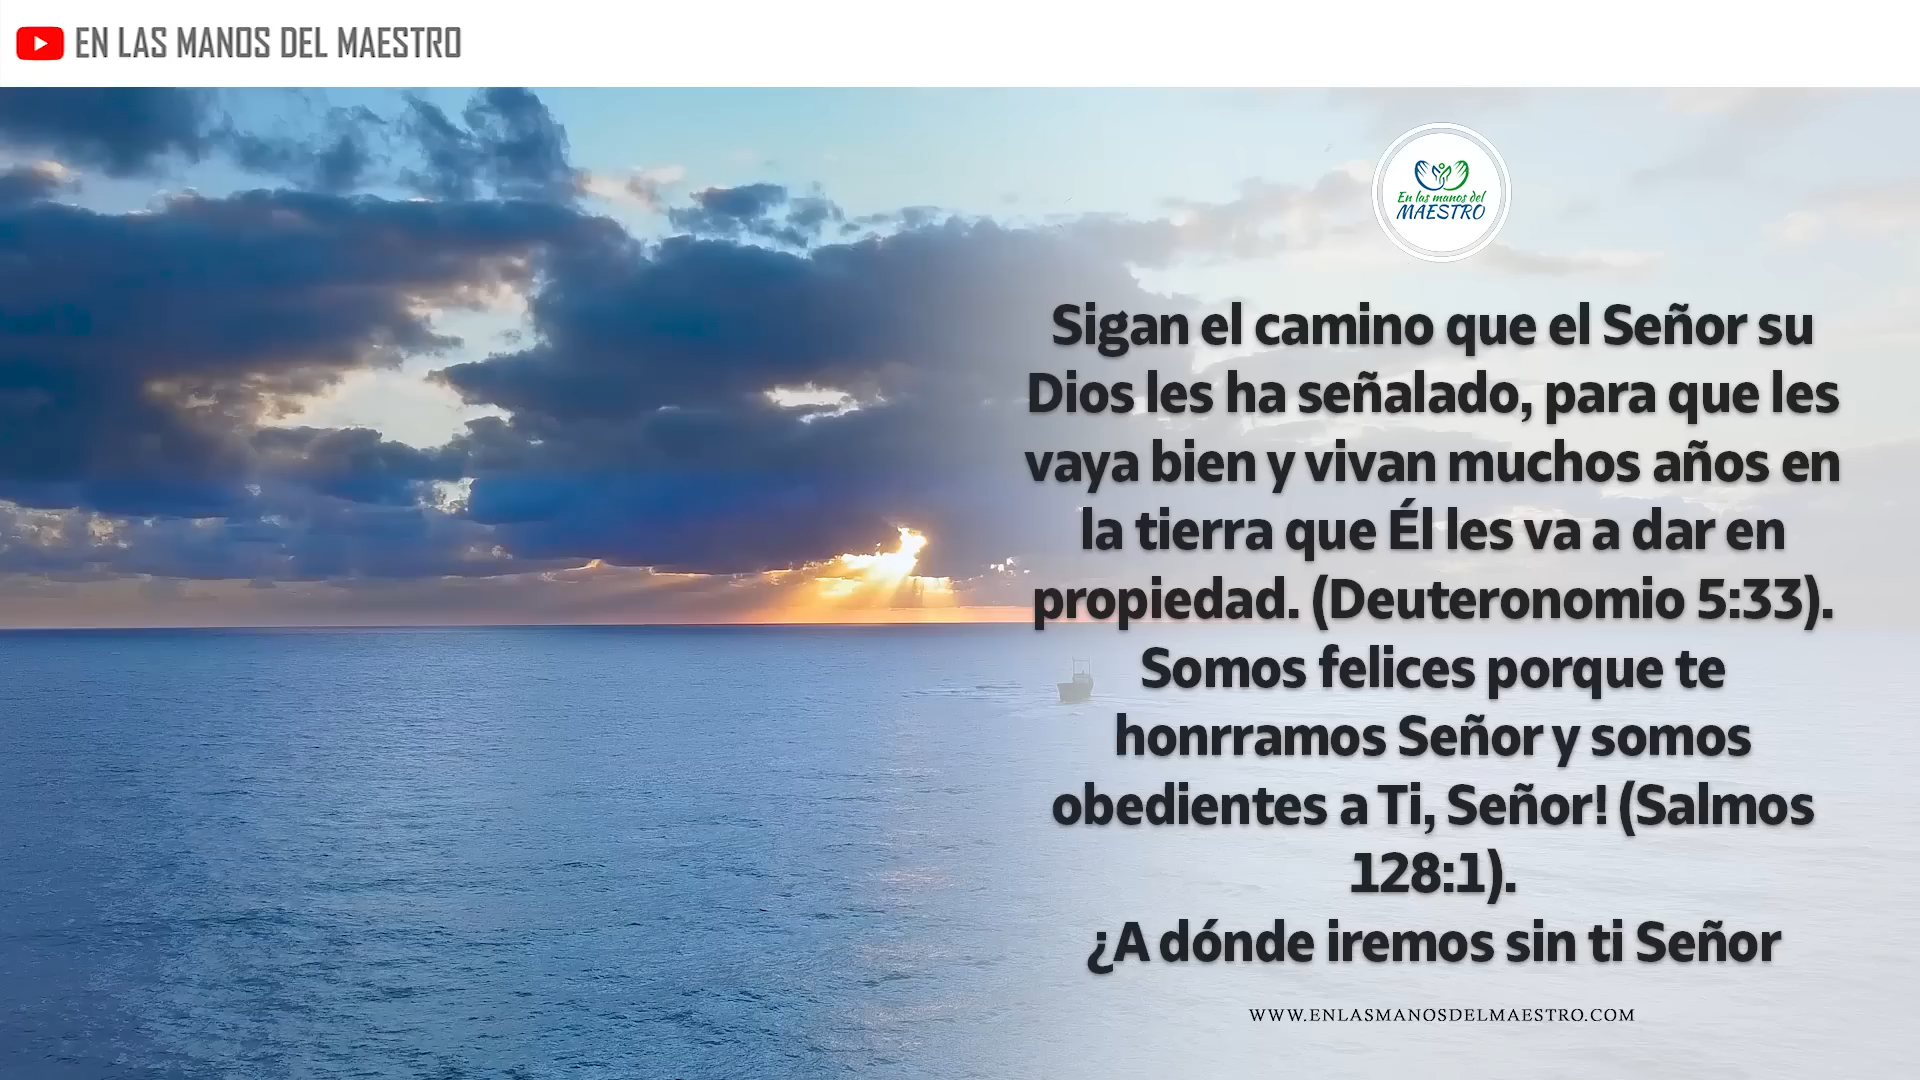 EN LAS MANOS DEL MAESTRO
En las manos del
MAESTRO
Sigan el camino que el Señor su
Dios les ha señalado, para que les
vaya bien y vivan muchos años en
la tierra que Él les va a dar en
propiedad. (Deuteronomio 5:33).
Somos felices porque te
honrramos Señor y somos
obedientes a Ti, Señor! (Salmos
128:1).
¿A dónde iremos sin ti Señor
WWW.ENLASMANOSDELMAESTRO.COM